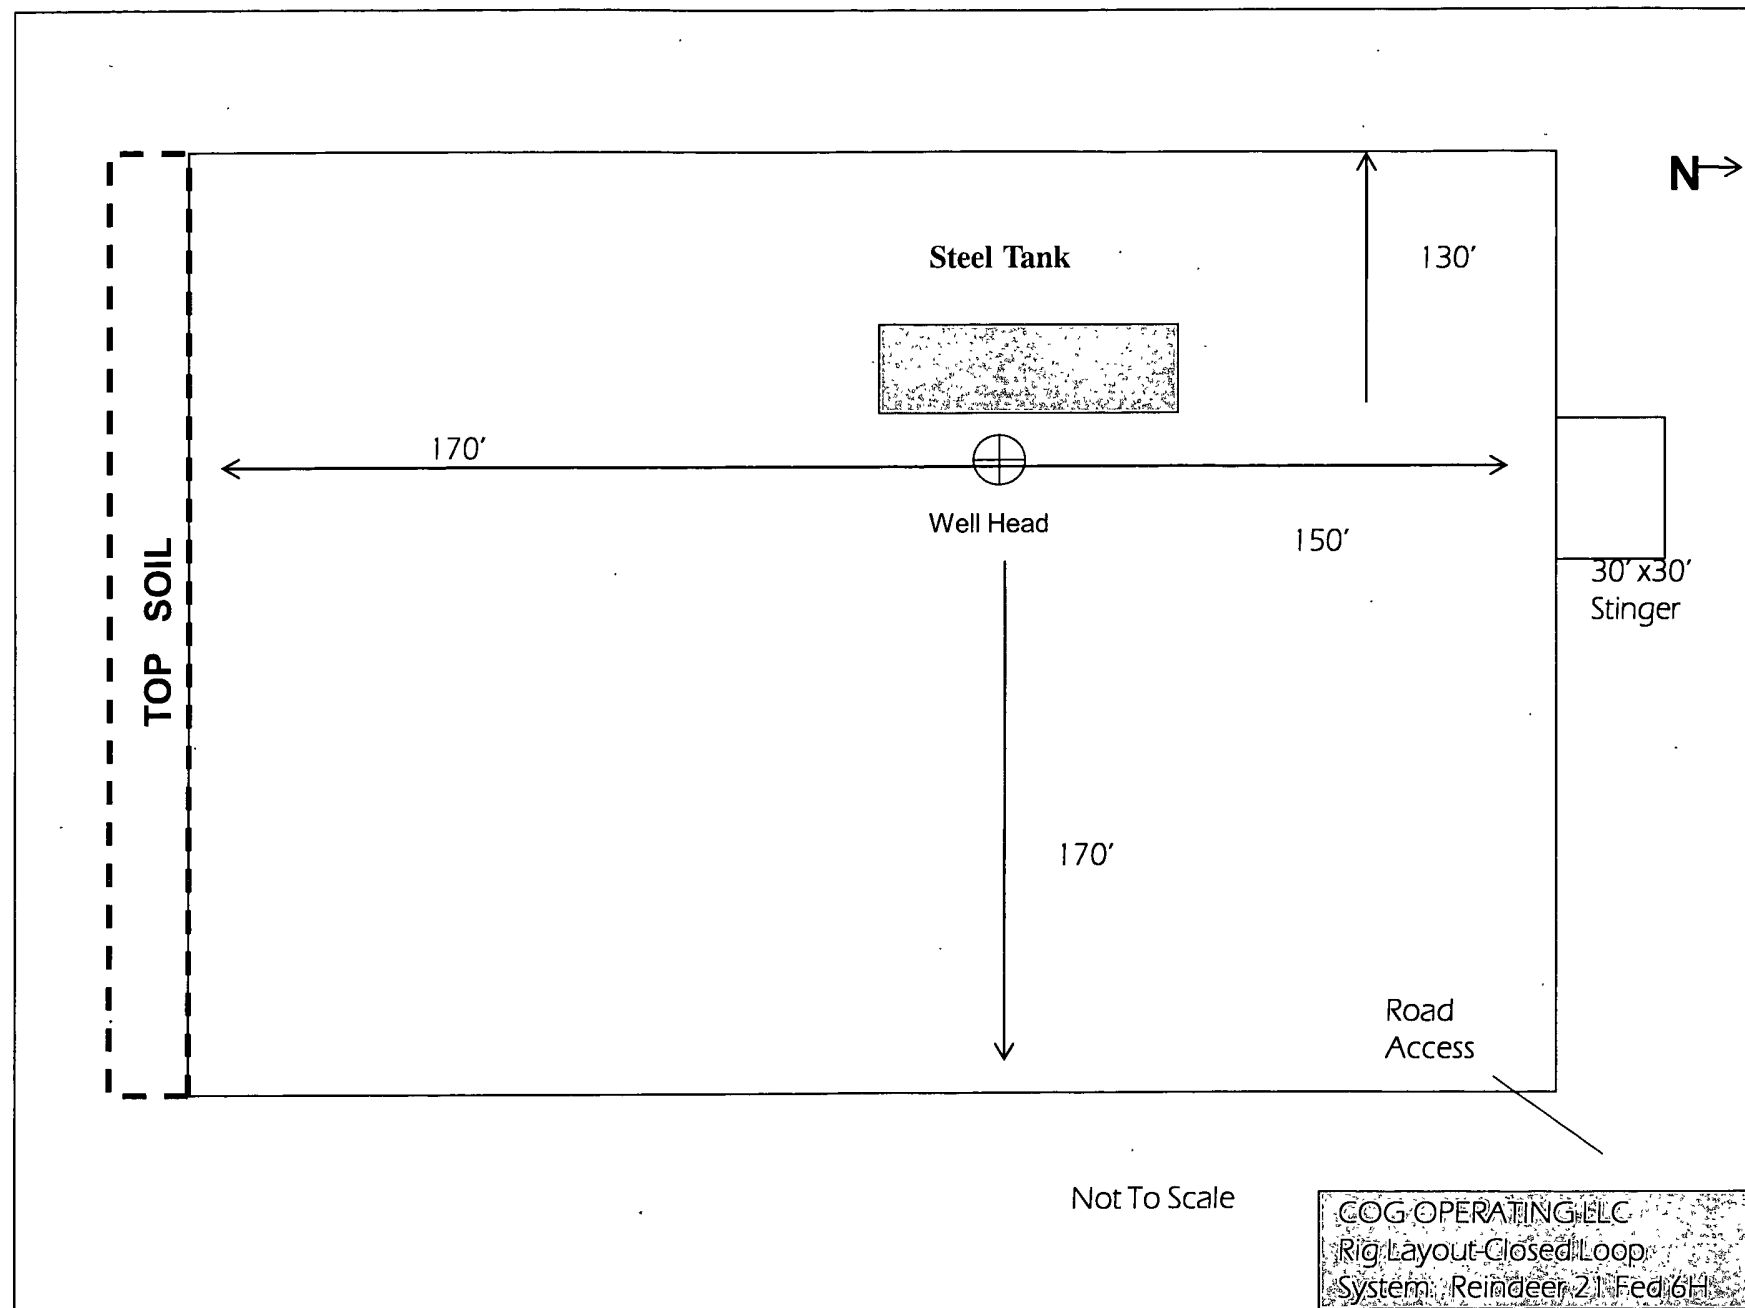 N
Steel Tank
130'
170'
Well Head
150'
30' x30'
Stinger
TOP SOIL
170'
Road
Access
Not To Scale
COG OPERATING LLC
Rig Layout-Closed Loop
System: Reindeer 21 Fed 6H